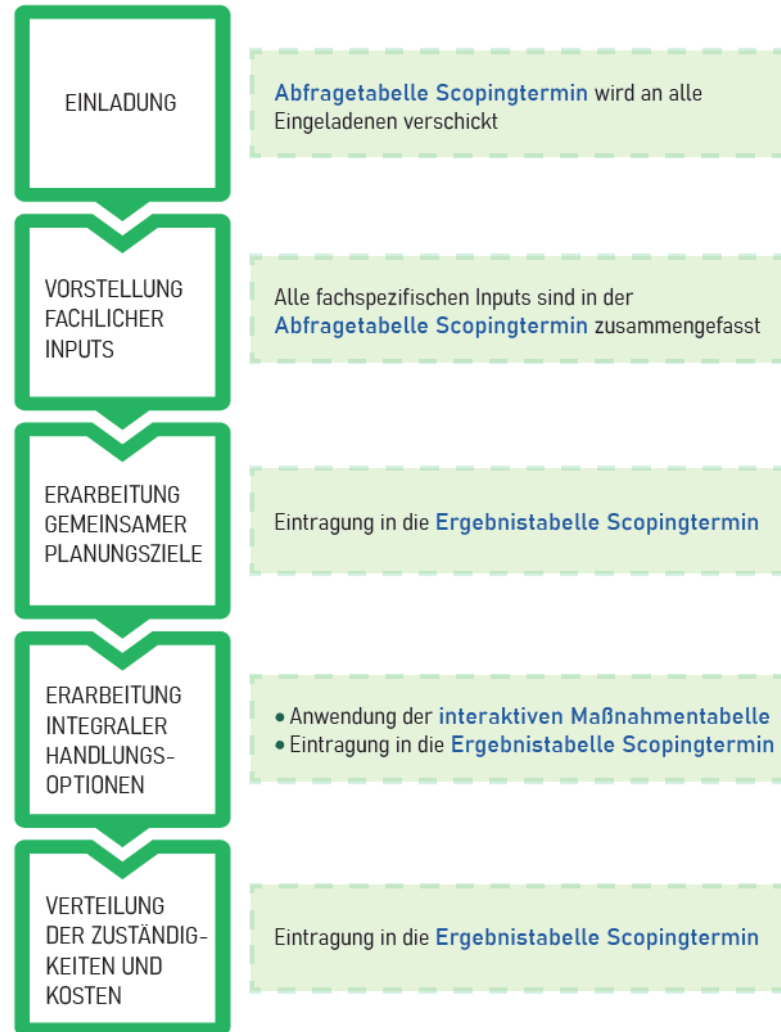 EINLADUNG
Abfragetabelle Scopingtermin wird an alle
Eingeladenen verschickt
VORSTELLUNG
FACHLICHER
INPUTS
Alle fachspezifischen Inputs sind in der
Abfragetabelle Scopingtermin zusammengefasst
ERARBEITUNG
GEMEINSAMER
PLANUNGSZIELE
Eintragung in die Ergebnistabelle Scopingtermin
ERARBEITUNG
INTEGRALER
HANDLUNGS-
OPTIONEN
• Anwendung der interaktiven Maßnahmentabelle
• Eintragung in die Ergebnistabelle Scopingtermin
VERTEILUNG
DER ZUSTÄNDIG-
KEITEN UND
KOSTEN
Eintragung in die Ergebnistabelle Scopingtermin